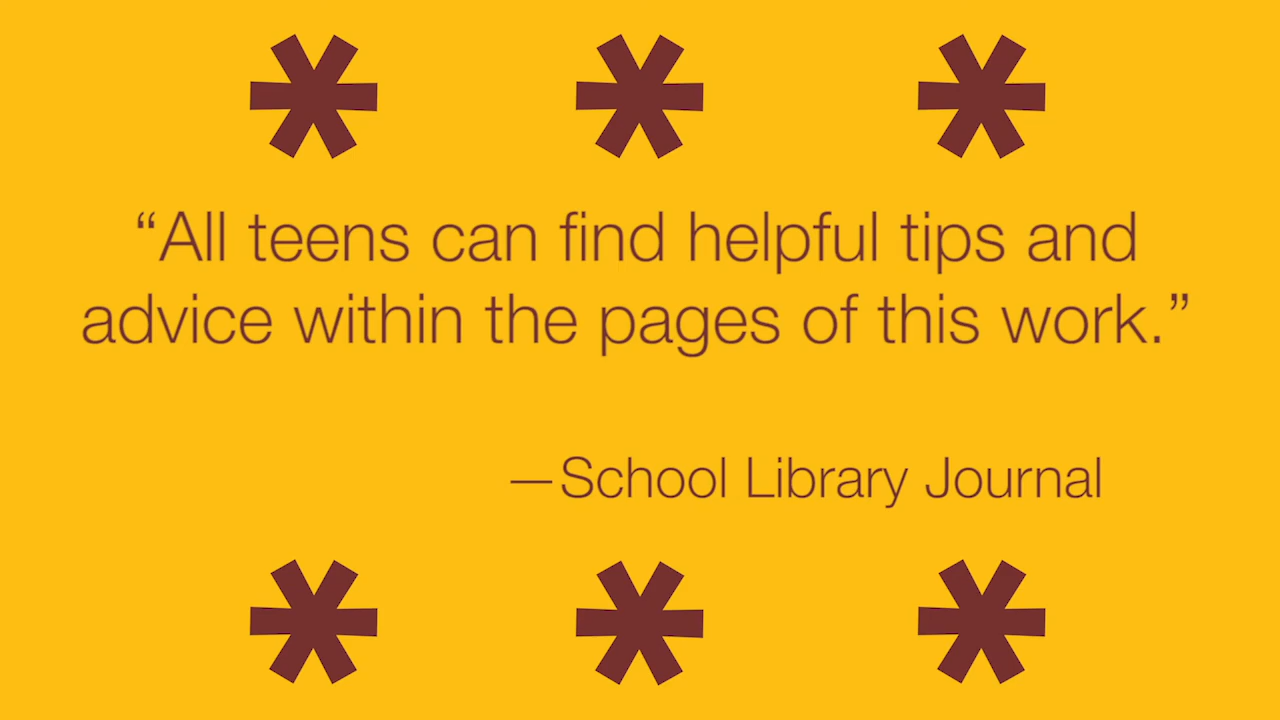 “All teens can find helpful tips and
advice within the pages of this work.”
—School Library Journal